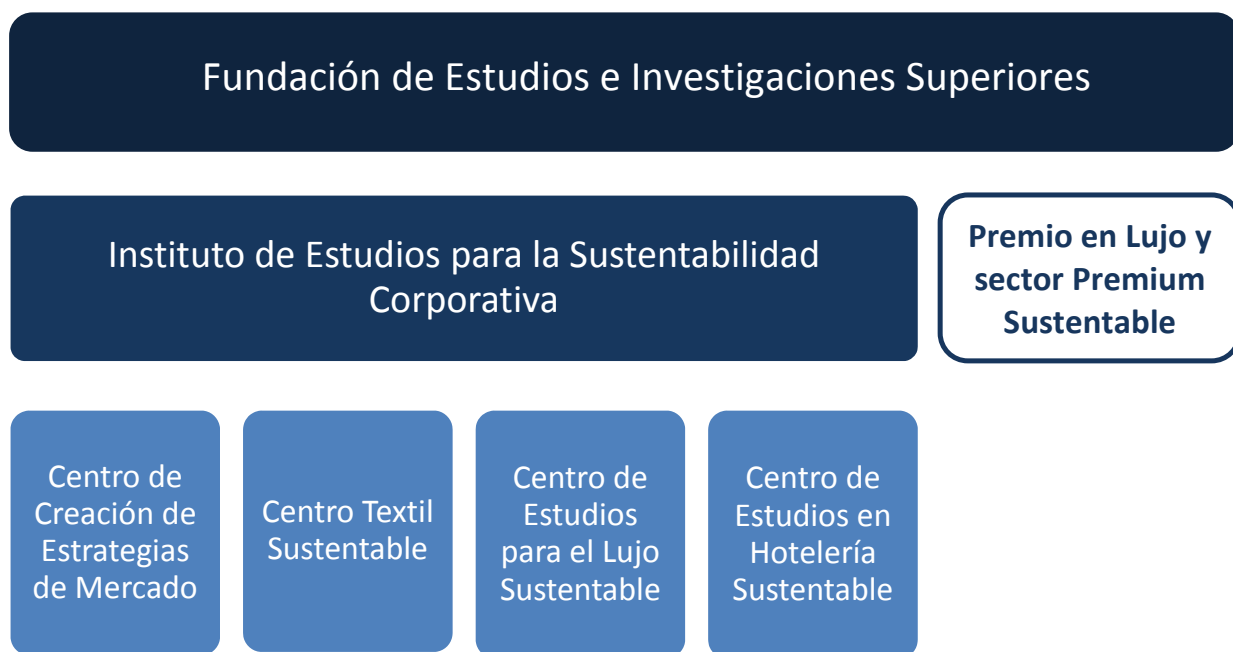 Fundación de Estudios e Investigaciones Superiores
Instituto de Estudios para la Sustentabilidad
Corporativa
Premio en Lujo y
sector Premium
Sustentable
Centro de
Creación de
Estrategias
de Mercado
Centro Textil
Sustentable
Centro de
Estudios
para el Lujo
Sustentable
Centro de
Estudios en
Hotelería
Sustentable